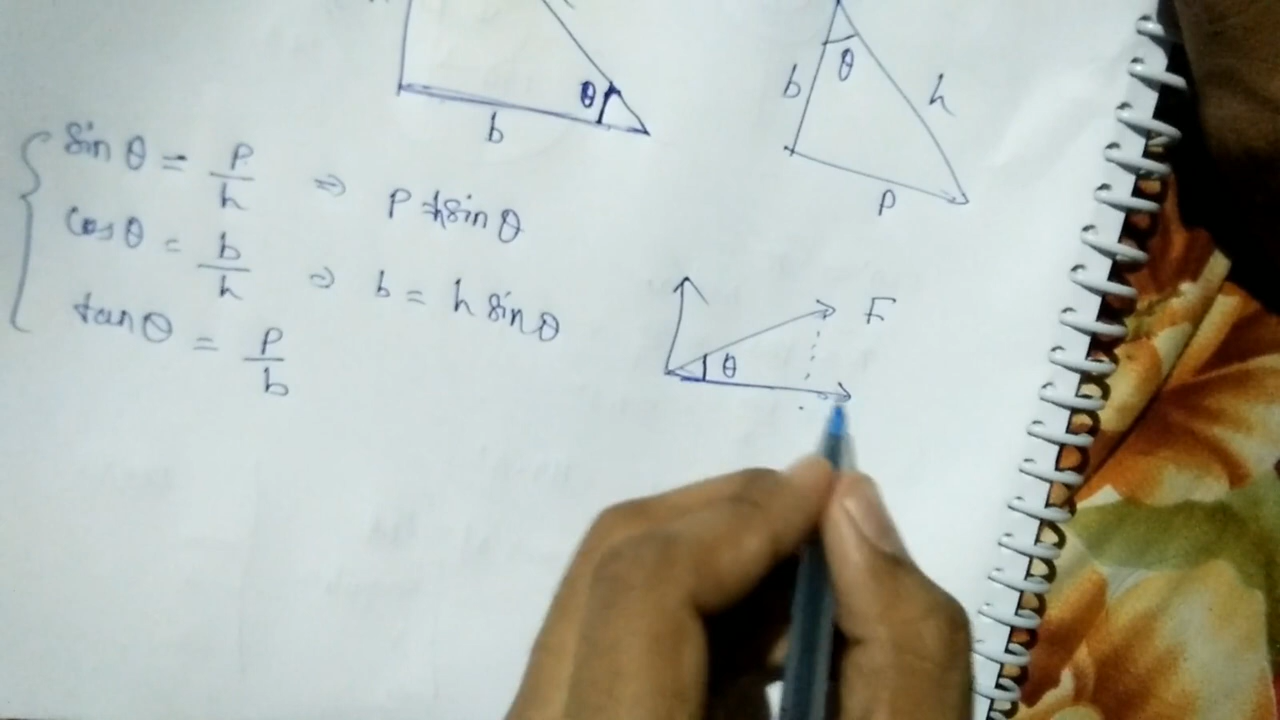 θ
b
θ
b
h
p
sin θ = p/h ⇒ p = h sin θ
cos θ = b/h ⇒ b = h sin θ
tan θ = p/b
F
θ